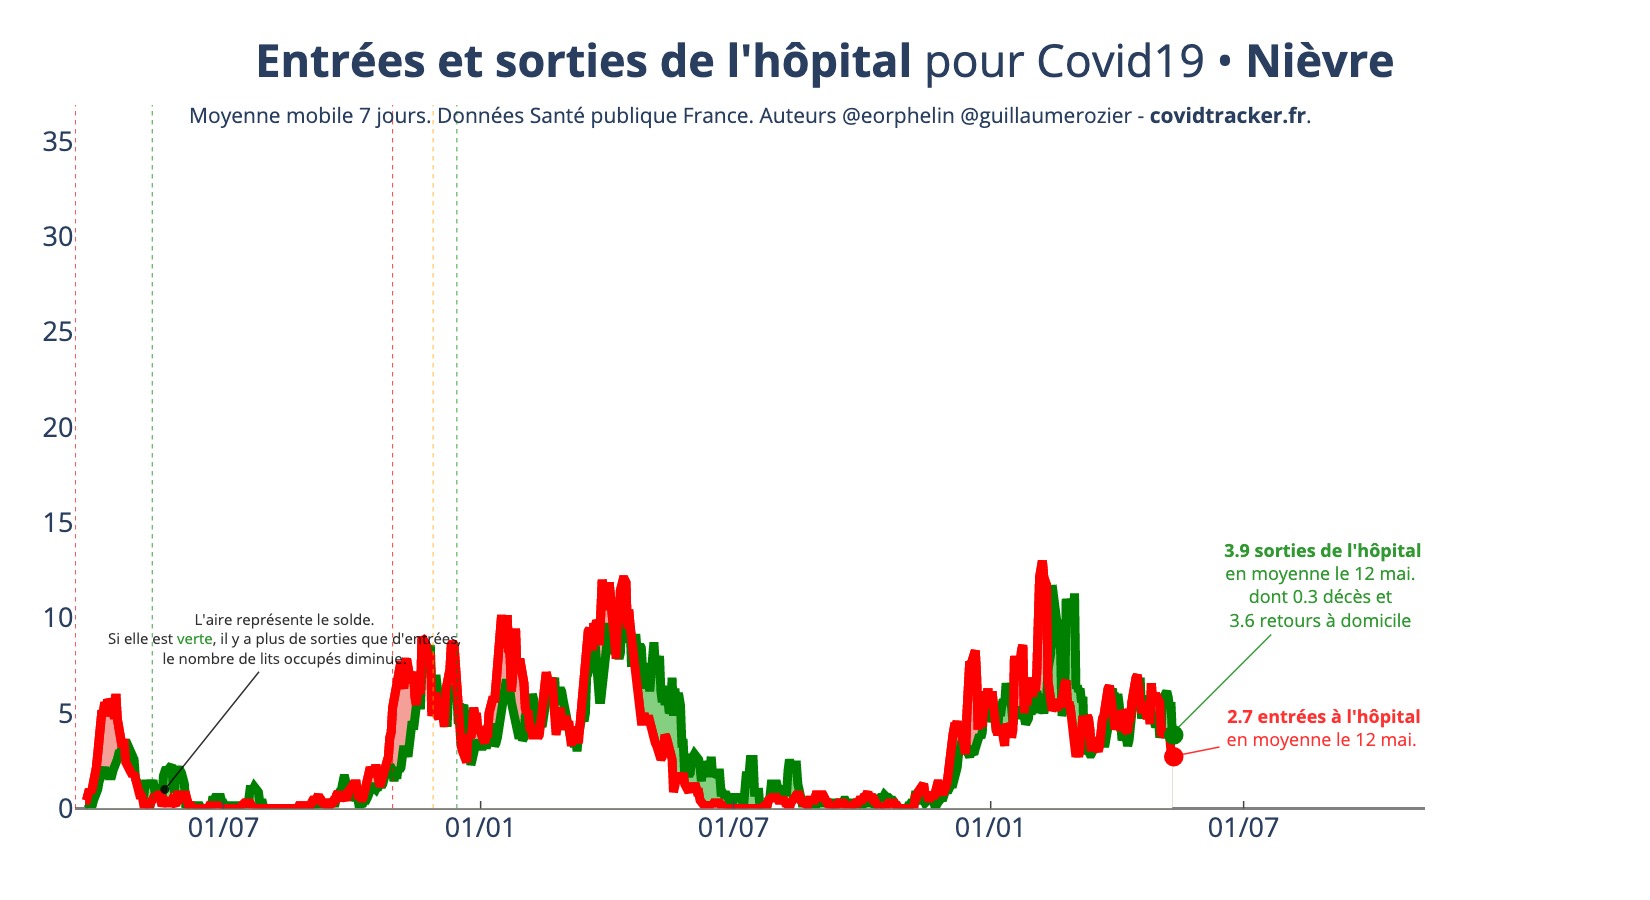 Entrées et sorties de l'hôpital pour Covid19 • Nièvre
Moyenne mobile 7 jours. Données Santé publique France. Auteurs @eorphelin @guillaumerozier - covidtracker.fr.
35
30
25
20
15
10
5
0
L'aire représente le solde.
Si elle est verte, il y a plus de sorties que d'entrées,
le nombre de lits occupés diminue.
3.9 sorties de l'hôpital
en moyenne le 12 mai.
dont 0.3 décès et
3.6 retours à domicile
2.7 entrées à l'hôpital
en moyenne le 12 mai.
01/07
01/01
01/07
01/01
01/07